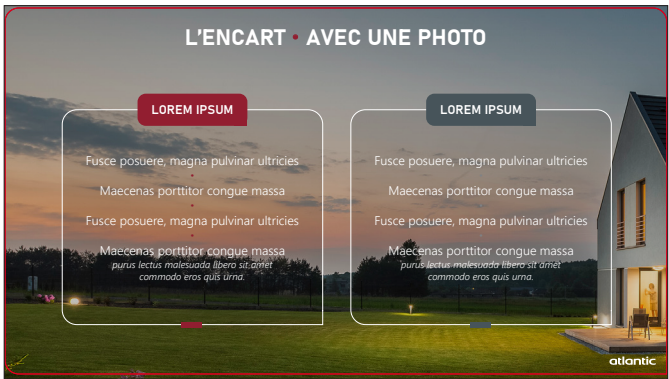 L'ENCART • AVEC UNE PHOTO
LOREM IPSUM
Fusce posuere, magna pulvinar ultricies
Maecenas porttitor congue massa
Fusce posuere, magna pulvinar ultricies
Maecenas porttitor congue massa
purus lectus malesuada libero sit amet
commodo eros quis urna.
LOREM IPSUM
Fusce posuere, magna pulvinar ultricies
Maecenas porttitor congue massa
Fusce posuere, magna pulvinar ultricies
Maecenas porttitor congue massa
purus lectus malesuada libero sit amet
commodo eros quis urna.
atlantic